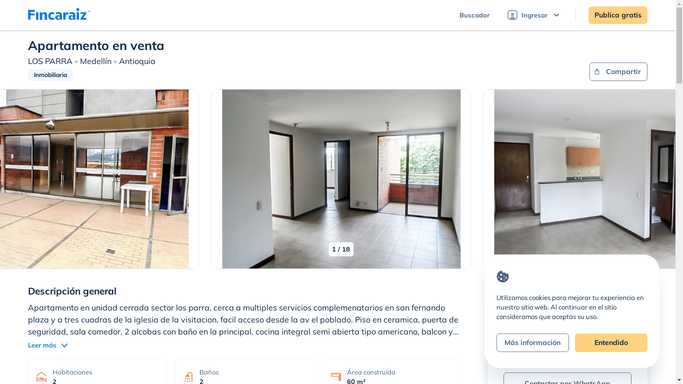 Fincaraiz
Buscador
Ingresar
Publica gratis
Apartamento en venta
LOS PARRA - Medellín - Antioquia
Inmobiliaria
Compartir
1 / 18
Descripción general
Apartamento en unidad cerrada sector los parra, cerca a multiples servicios complemenatarios en san fernando
plaza y a tres cuadras de la iglesia de la visitacion, facil acceso desde la av el poblado. Piso en ceramica, puerta de
seguridad, sala comedor, 2 alcobas con baño en la principal, cocina integral semi abierta tipo americano, balcon y...
Leer más
Habitaciones
2
Baños
2
Área construida
60 m²
Utilizamos cookies para mejorar tu experiencia en
nuestro sitio web. Al continuar en el sitio
consideramos que aceptas su uso.
Más información
Entendido
Contactar por WhatsApp